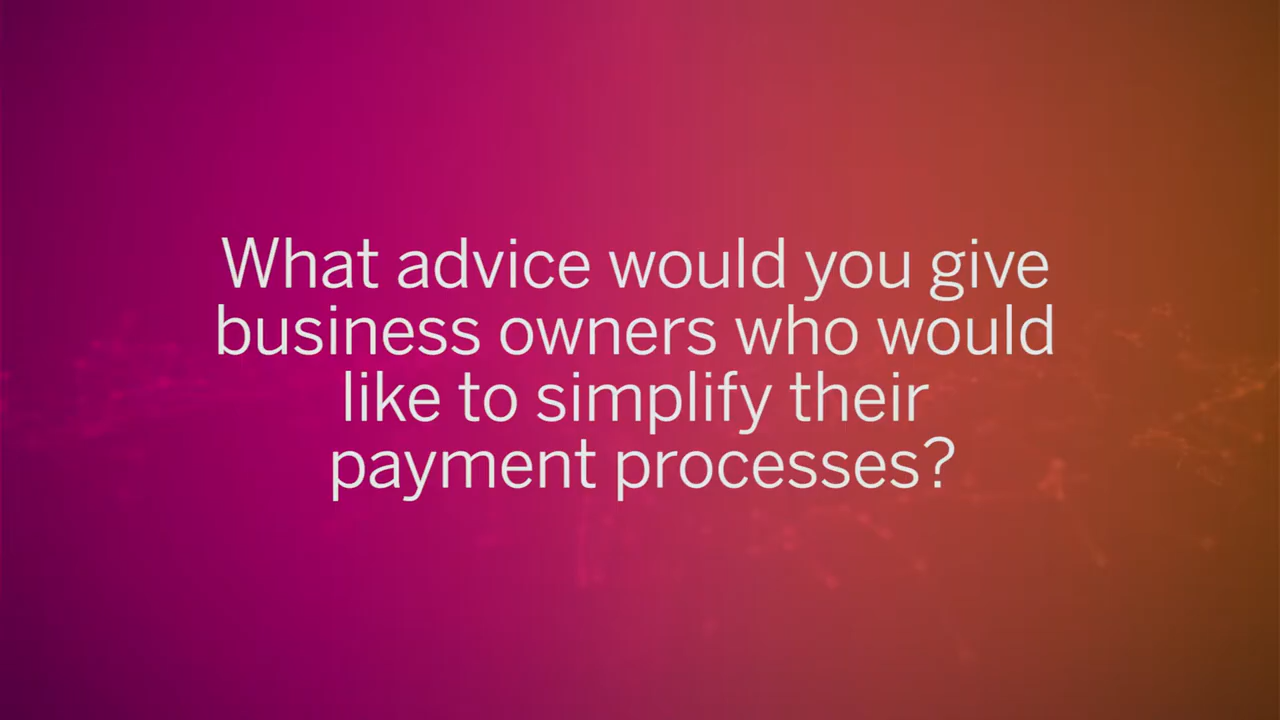 What advice would you give
business owners who would
like to simplify their
payment processes?